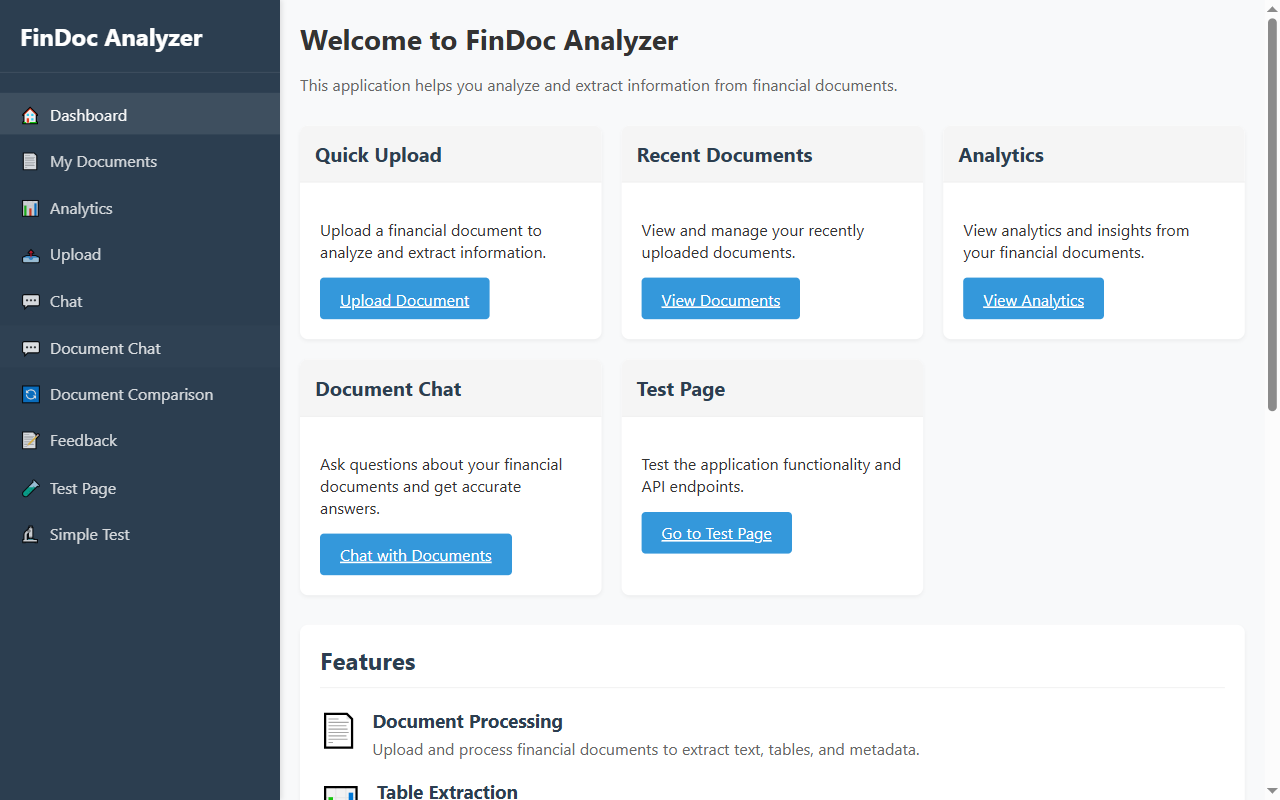 FinDoc Analyzer
Dashboard
My Documents
Analytics
Upload
Chat
Document Chat
Document Comparison
Feedback
Test Page
Simple Test
Welcome to FinDoc Analyzer
This application helps you analyze and extract information from financial documents.
Quick Upload
Upload a financial document to
analyze and extract information.
Upload Document
Recent Documents
View and manage your recently
uploaded documents.
View Documents
Analytics
View analytics and insights from
your financial documents.
View Analytics
Document Chat
Ask questions about your financial
documents and get accurate
answers.
Chat with Documents
Test Page
Test the application functionality and
API endpoints.
Go to Test Page
Features
Document Processing
Upload and process financial documents to extract text, tables, and metadata.
Table Extraction